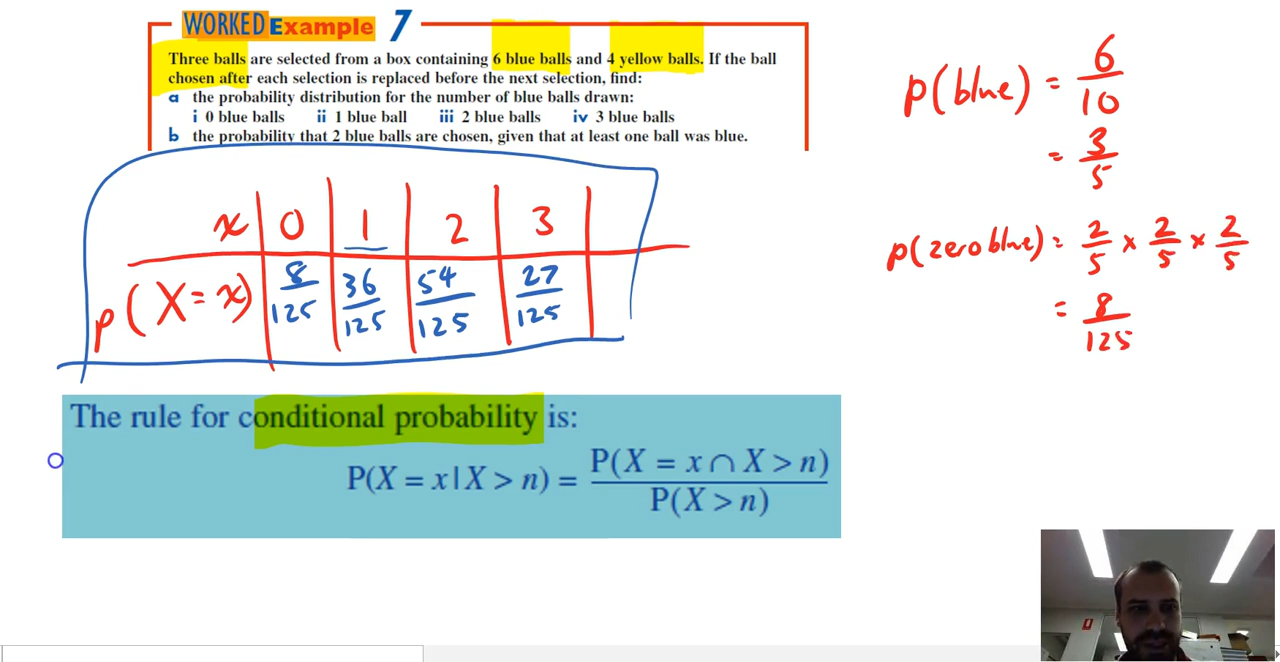 WORKED Example 7
Three balls are selected from a box containing 6 blue balls and 4 yellow balls. If the ball
chosen after each selection is replaced before the next selection, find:
a the probability distribution for the number of blue balls drawn:
i 0 blue balls ii 1 blue ball iii 2 blue balls iv 3 blue balls
b the probability that 2 blue balls are chosen, given that at least one ball was blue.
x 0 1 2 3
p(X=x) 8/125 36/125 54/125 27/125
The rule for conditional probability is:
P(X = x | X > n) = P(X = x ∩ X > n) / P(X > n)
p(blue) = 6/10
= 3/5
p(zero blue) = 2/5 × 2/5 × 2/5
= 8/125